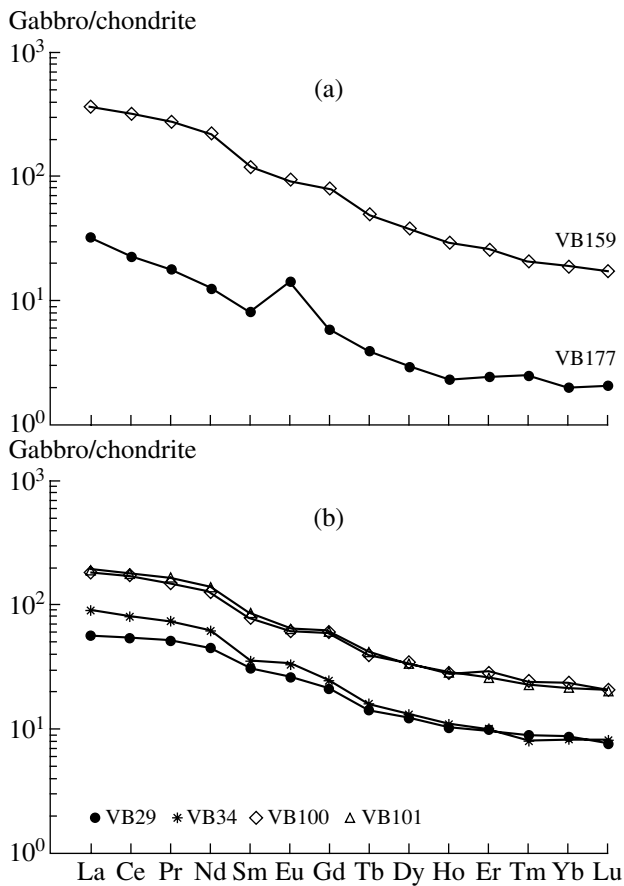 Gabbro/chondrite
10³
(a)
10²
VB159
10¹
VB177
10⁰
Gabbro/chondrite
10³
(b)
10²
10¹
VB29 VB34 VB100 VB101
10⁰
La Ce Pr Nd Sm Eu Gd Tb Dy Ho Er Tm Yb Lu